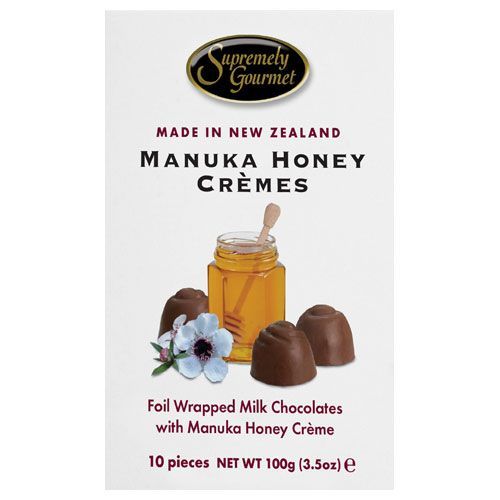 Supremely
Gourmet
MADE IN NEW ZEALAND
MANUKA HONEY
CRÈMES
Foil Wrapped Milk Chocolates
with Manuka Honey Crème
10 pieces NET WT 100g (3.5oz) ℮